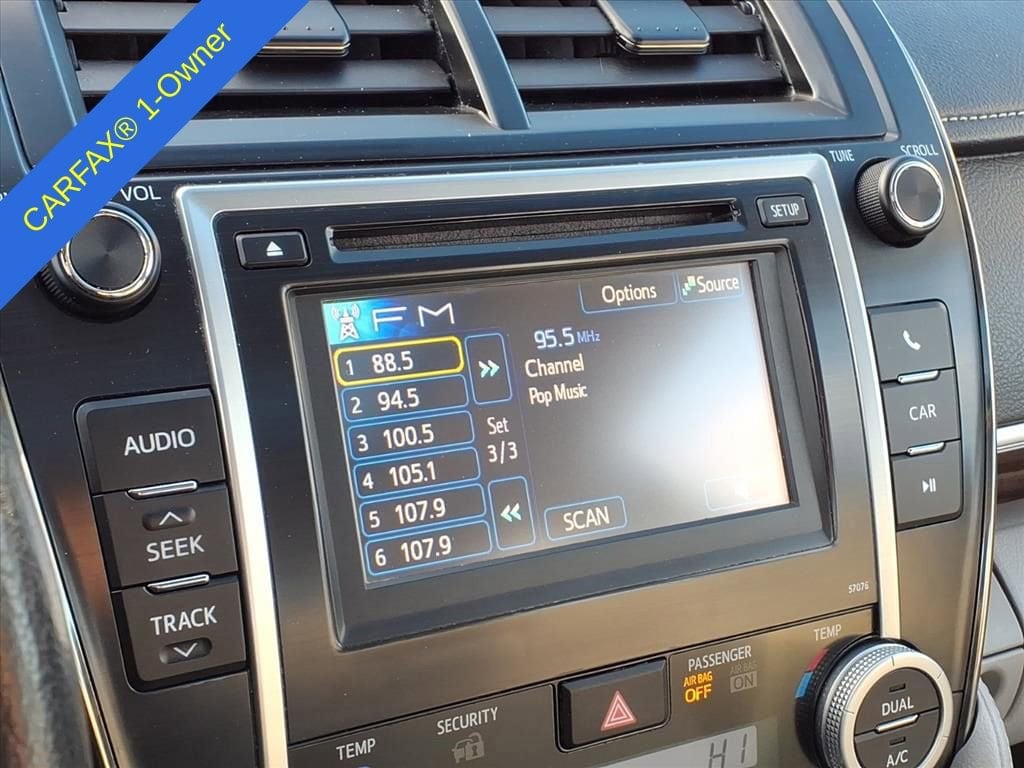 CARFAX® 1-Owner
VOL
TUNE
SCROLL
SETUP
FM
Options
Source
1 88.5
2 94.5
3 100.5
4 105.1
5 107.9
6 107.9
Set
3/3
95.5 MHz
Channel
Pop Music
SCAN
AUDIO
SEEK
TRACK
CAR
57076
PASSENGER
AIR BAG
OFF
AIR BAG
ON
TEMP
SECURITY
TEMP
HI
DUAL
A/C